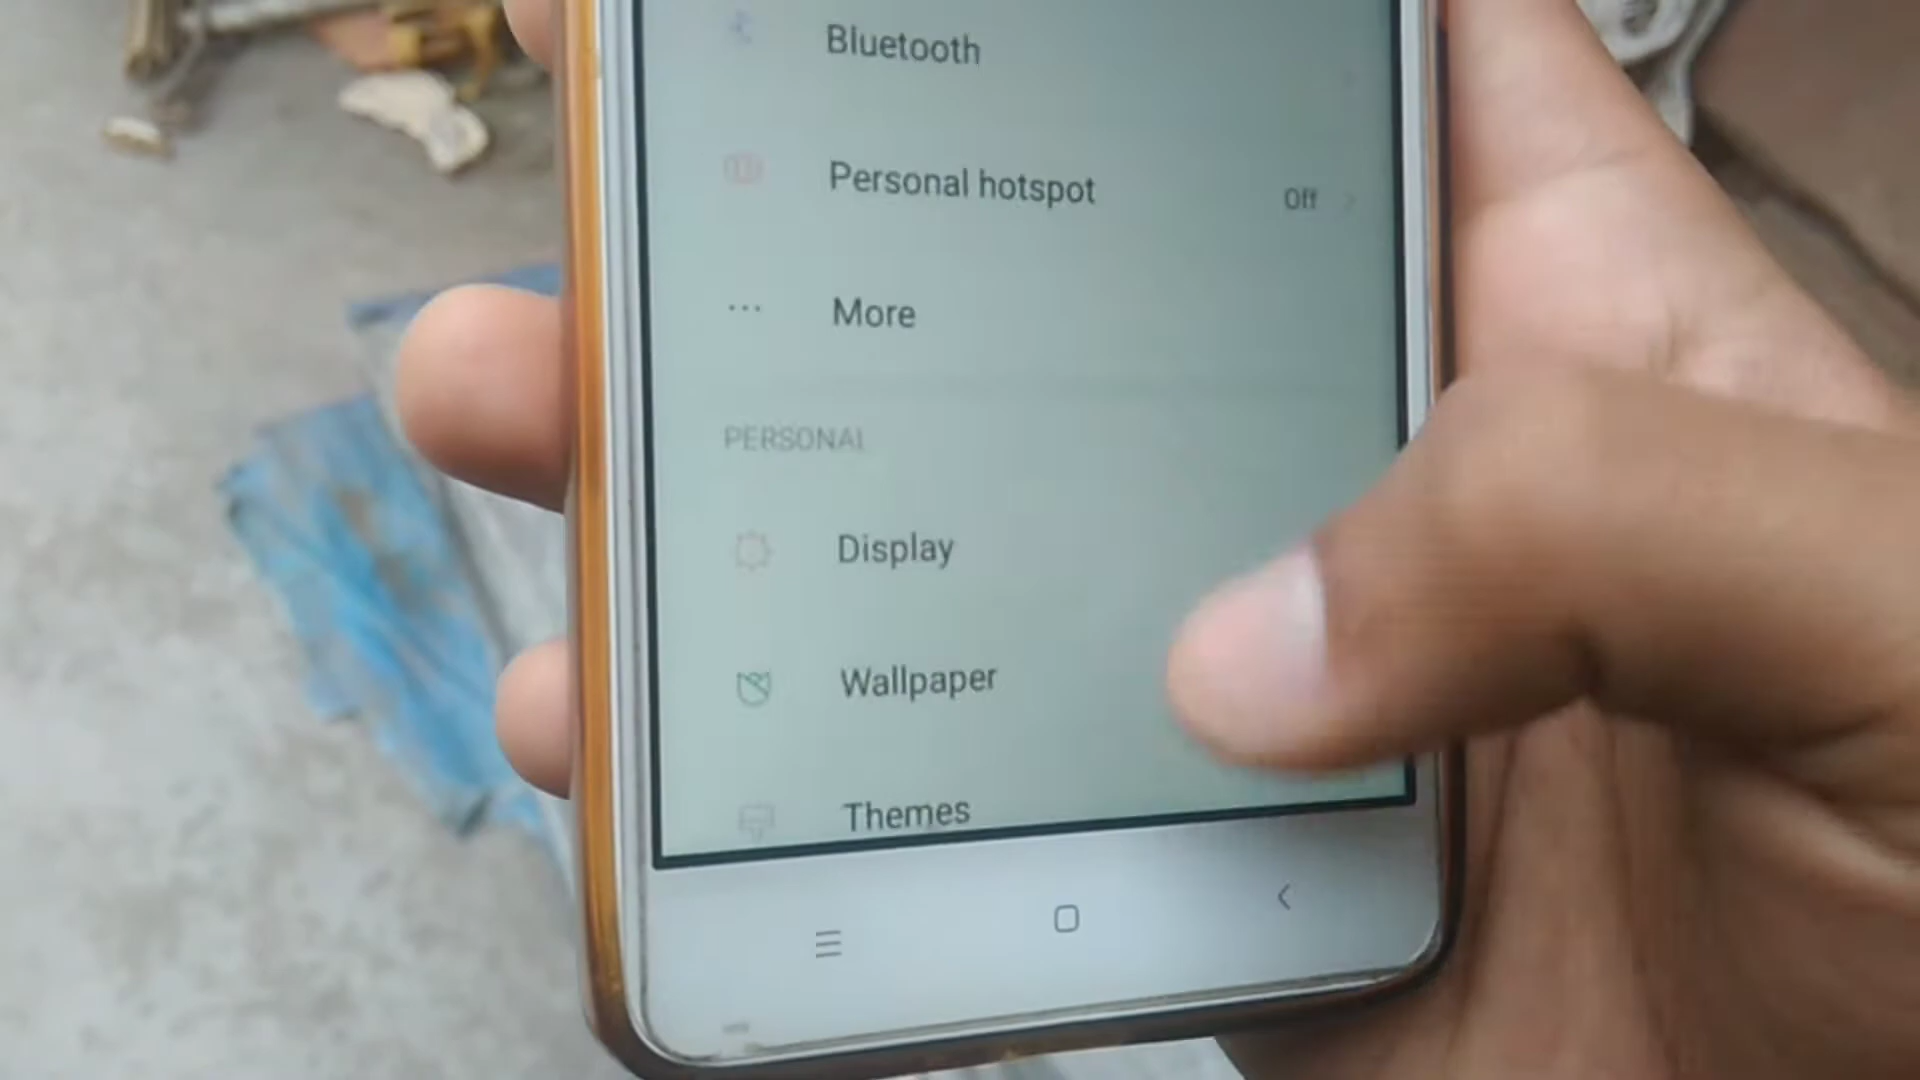 Bluetooth
Personal hotspot
Off
More
PERSONAL
Display
Wallpaper
Themes